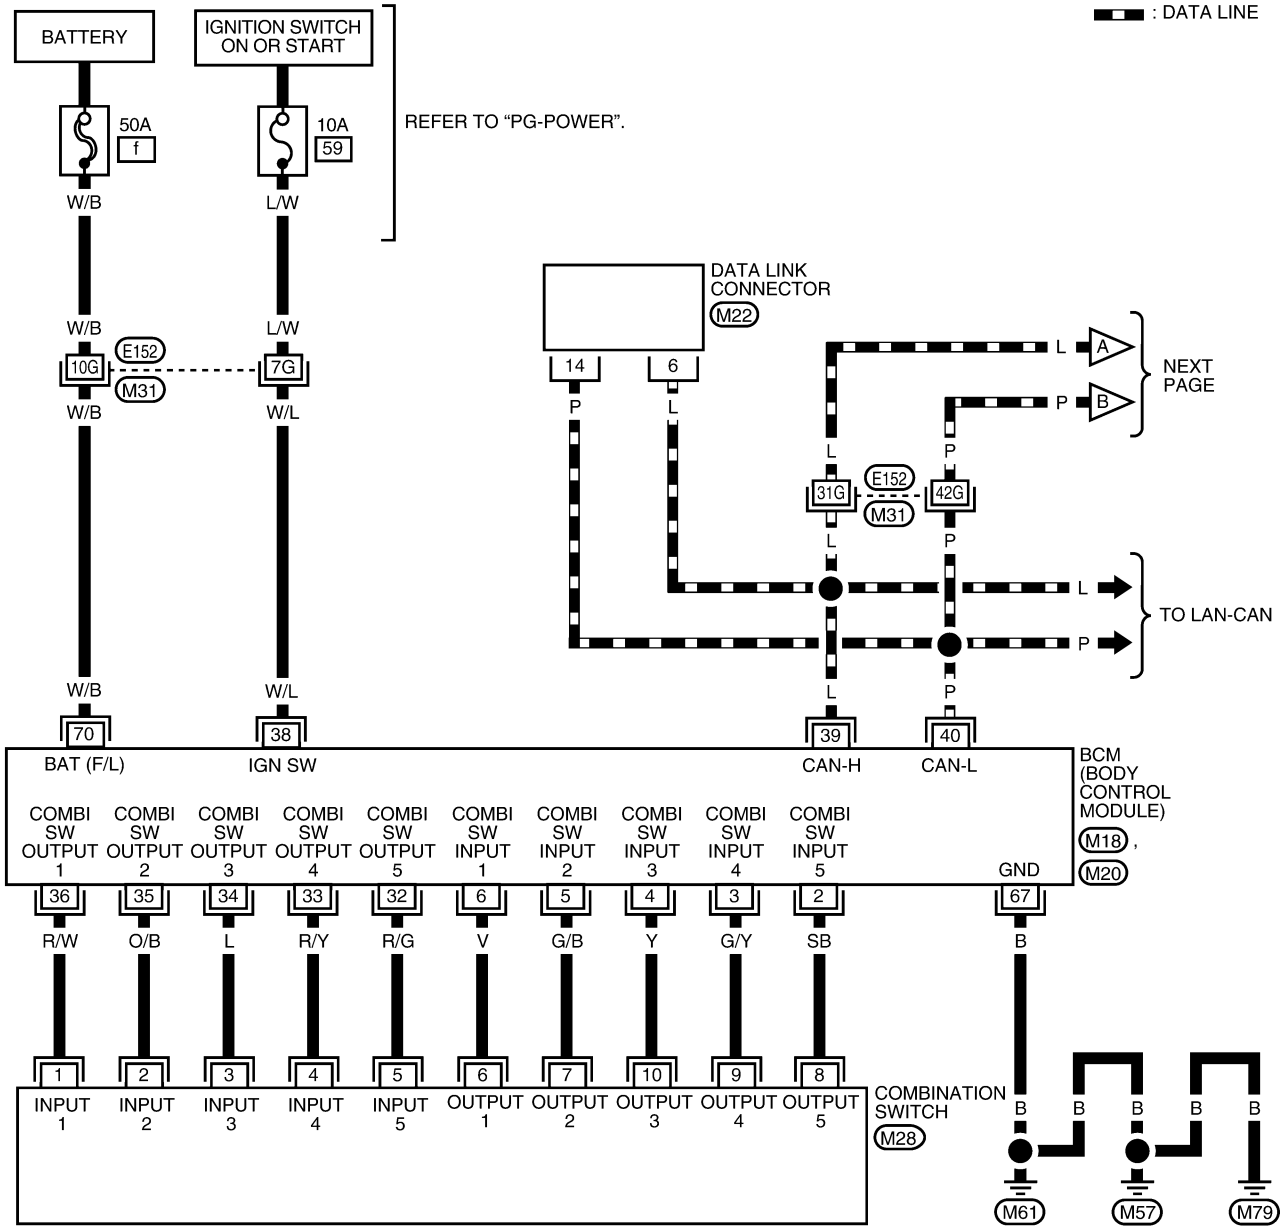 : DATA LINE
BATTERY
IGNITION SWITCH
ON OR START
50A
f
10A
59
REFER TO “PG-POWER”.
W/B
L/W
DATA LINK
CONNECTOR
M22
W/B
L/W
E152
10G
7G
M31
W/B
W/L
14
6
P
L
L
A
P
B
NEXT
PAGE
L
P
E152
31G
42G
M31
L
P
L
P
TO LAN-CAN
W/B
W/L
L
P
70
38
39
40
BAT (F/L)
IGN SW
CAN-H
CAN-L
BCM
(BODY
CONTROL
MODULE)
M18 ,
M20
COMBI
SW
OUTPUT
1
COMBI
SW
OUTPUT
2
COMBI
SW
OUTPUT
3
COMBI
SW
OUTPUT
4
COMBI
SW
OUTPUT
5
COMBI
SW
INPUT
1
COMBI
SW
INPUT
2
COMBI
SW
INPUT
3
COMBI
SW
INPUT
4
COMBI
SW
INPUT
5
GND
36
35
34
33
32
6
5
4
3
2
67
R/W
O/B
L
R/Y
R/G
V
G/B
Y
G/Y
SB
B
1
2
3
4
5
6
7
10
9
8
INPUT
1
INPUT
2
INPUT
3
INPUT
4
INPUT
5
OUTPUT
1
OUTPUT
2
OUTPUT
3
OUTPUT
4
OUTPUT
5
COMBINATION
SWITCH
M28
B
B
B
B
B
M61
M57
M79